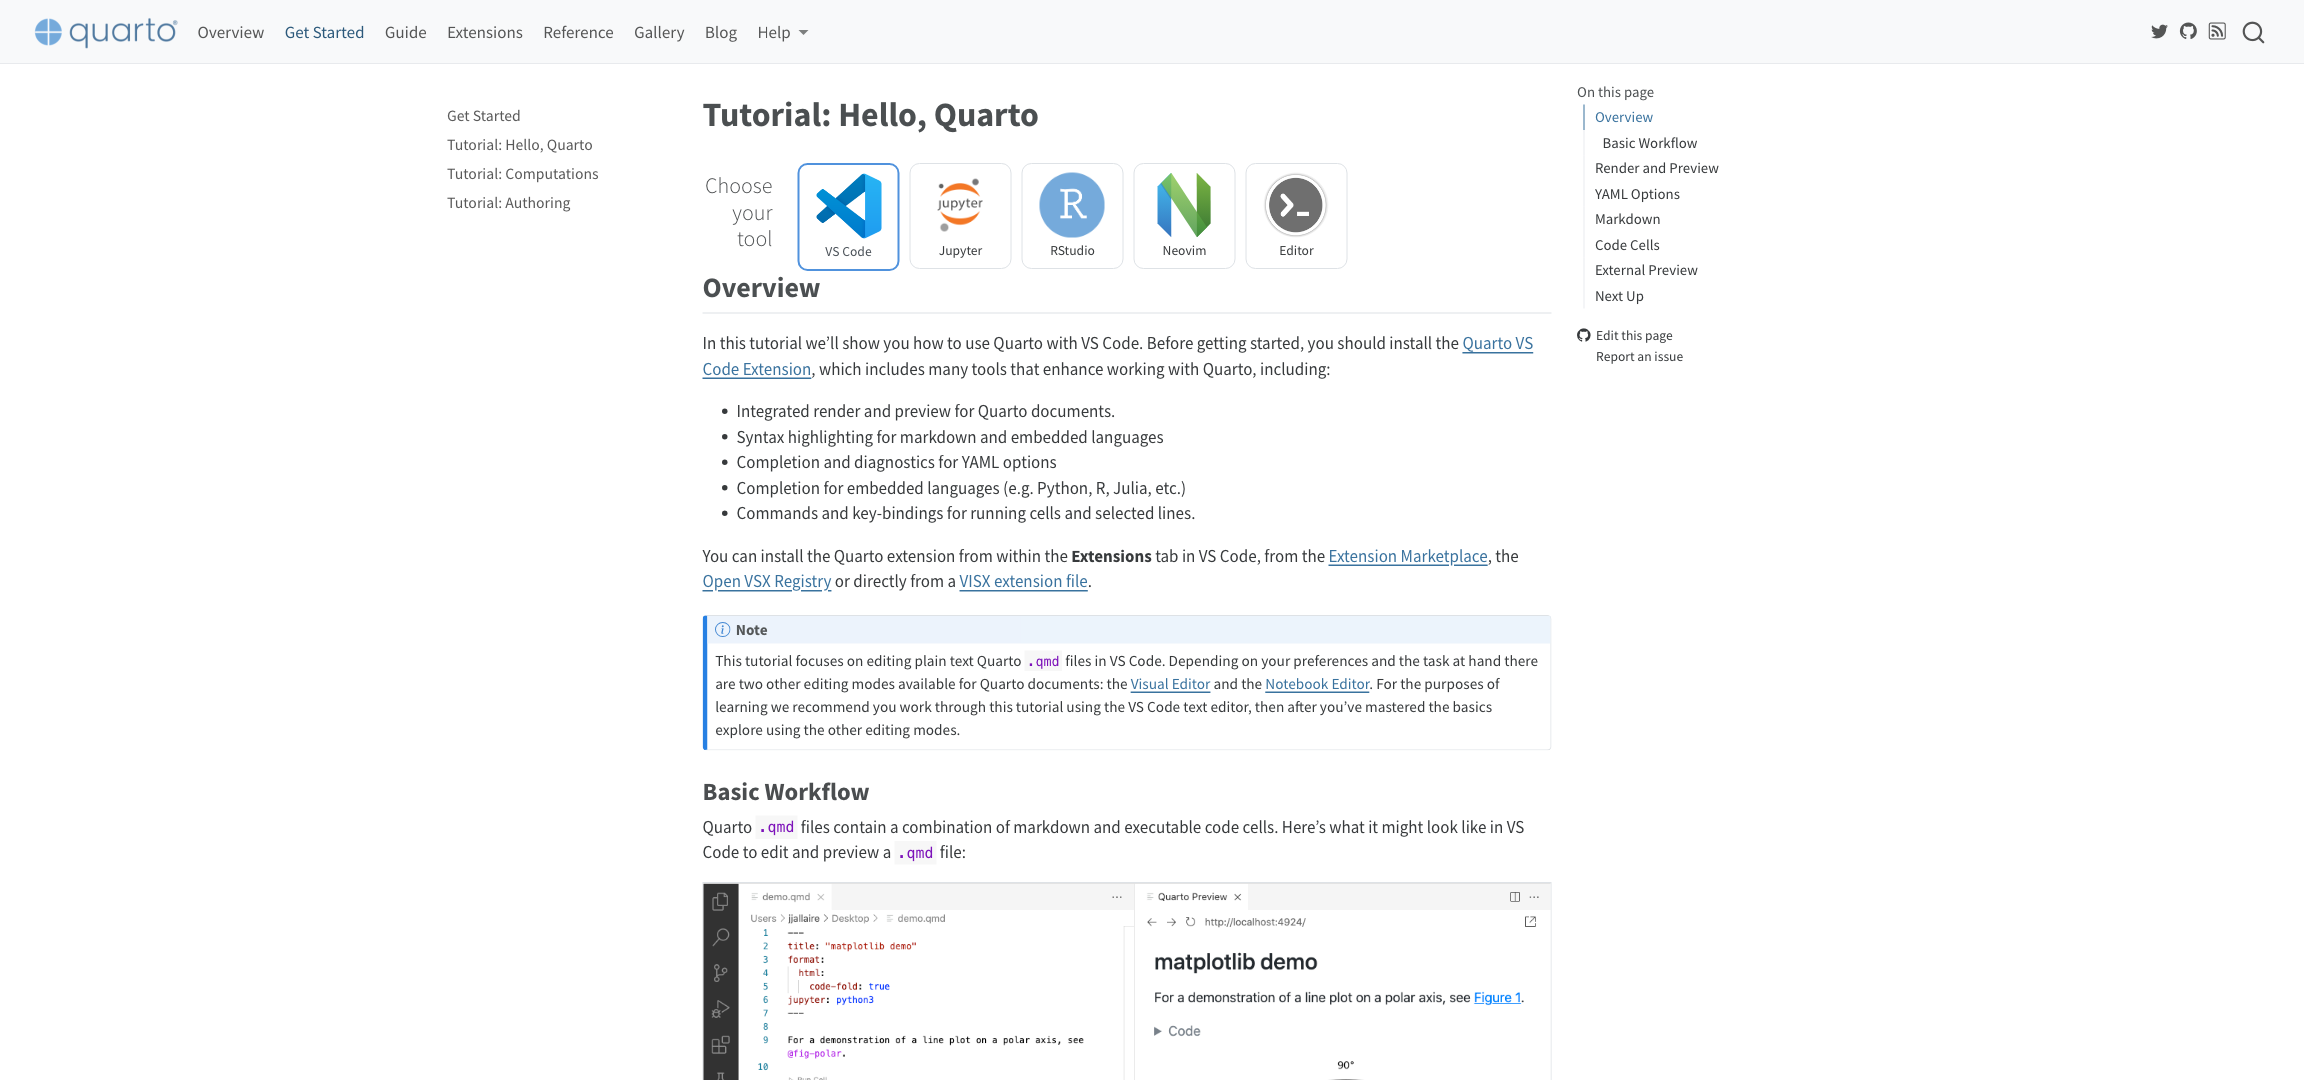 quarto
Overview
Get Started
Guide
Extensions
Reference
Gallery
Blog
Help
Get Started
Tutorial: Hello, Quarto
Tutorial: Computations
Tutorial: Authoring
Tutorial: Hello, Quarto
Choose
your
tool
VS Code
jupyter
Jupyter
R
RStudio
Neovim
Editor
Overview
In this tutorial we’ll show you how to use Quarto with VS Code. Before getting started, you should install the Quarto VS
Code Extension, which includes many tools that enhance working with Quarto, including:
• Integrated render and preview for Quarto documents.
• Syntax highlighting for markdown and embedded languages
• Completion and diagnostics for YAML options
• Completion for embedded languages (e.g. Python, R, Julia, etc.)
• Commands and key-bindings for running cells and selected lines.
You can install the Quarto extension from within the Extensions tab in VS Code, from the Extension Marketplace, the
Open VSX Registry or directly from a VISX extension file.
Note
This tutorial focuses on editing plain text Quarto .qmd files in VS Code. Depending on your preferences and the task at hand there
are two other editing modes available for Quarto documents: the Visual Editor and the Notebook Editor. For the purposes of
learning we recommend you work through this tutorial using the VS Code text editor, then after you’ve mastered the basics
explore using the other editing modes.
Basic Workflow
Quarto .qmd files contain a combination of markdown and executable code cells. Here’s what it might look like in VS
Code to edit and preview a .qmd file:
demo.qmd
Users > jjallaire > Desktop > demo.qmd
1 ---
2 title: "matplotlib demo"
3 format:
4 html:
5 code-fold: true
6 jupyter: python3
7 ---
8
9 For a demonstration of a line plot on a polar axis, see
@fig-polar.
10
Run Cell
Quarto Preview
http://localhost:4924/
matplotlib demo
For a demonstration of a line plot on a polar axis, see Figure 1.
Code
90°
On this page
Overview
Basic Workflow
Render and Preview
YAML Options
Markdown
Code Cells
External Preview
Next Up
Edit this page
Report an issue